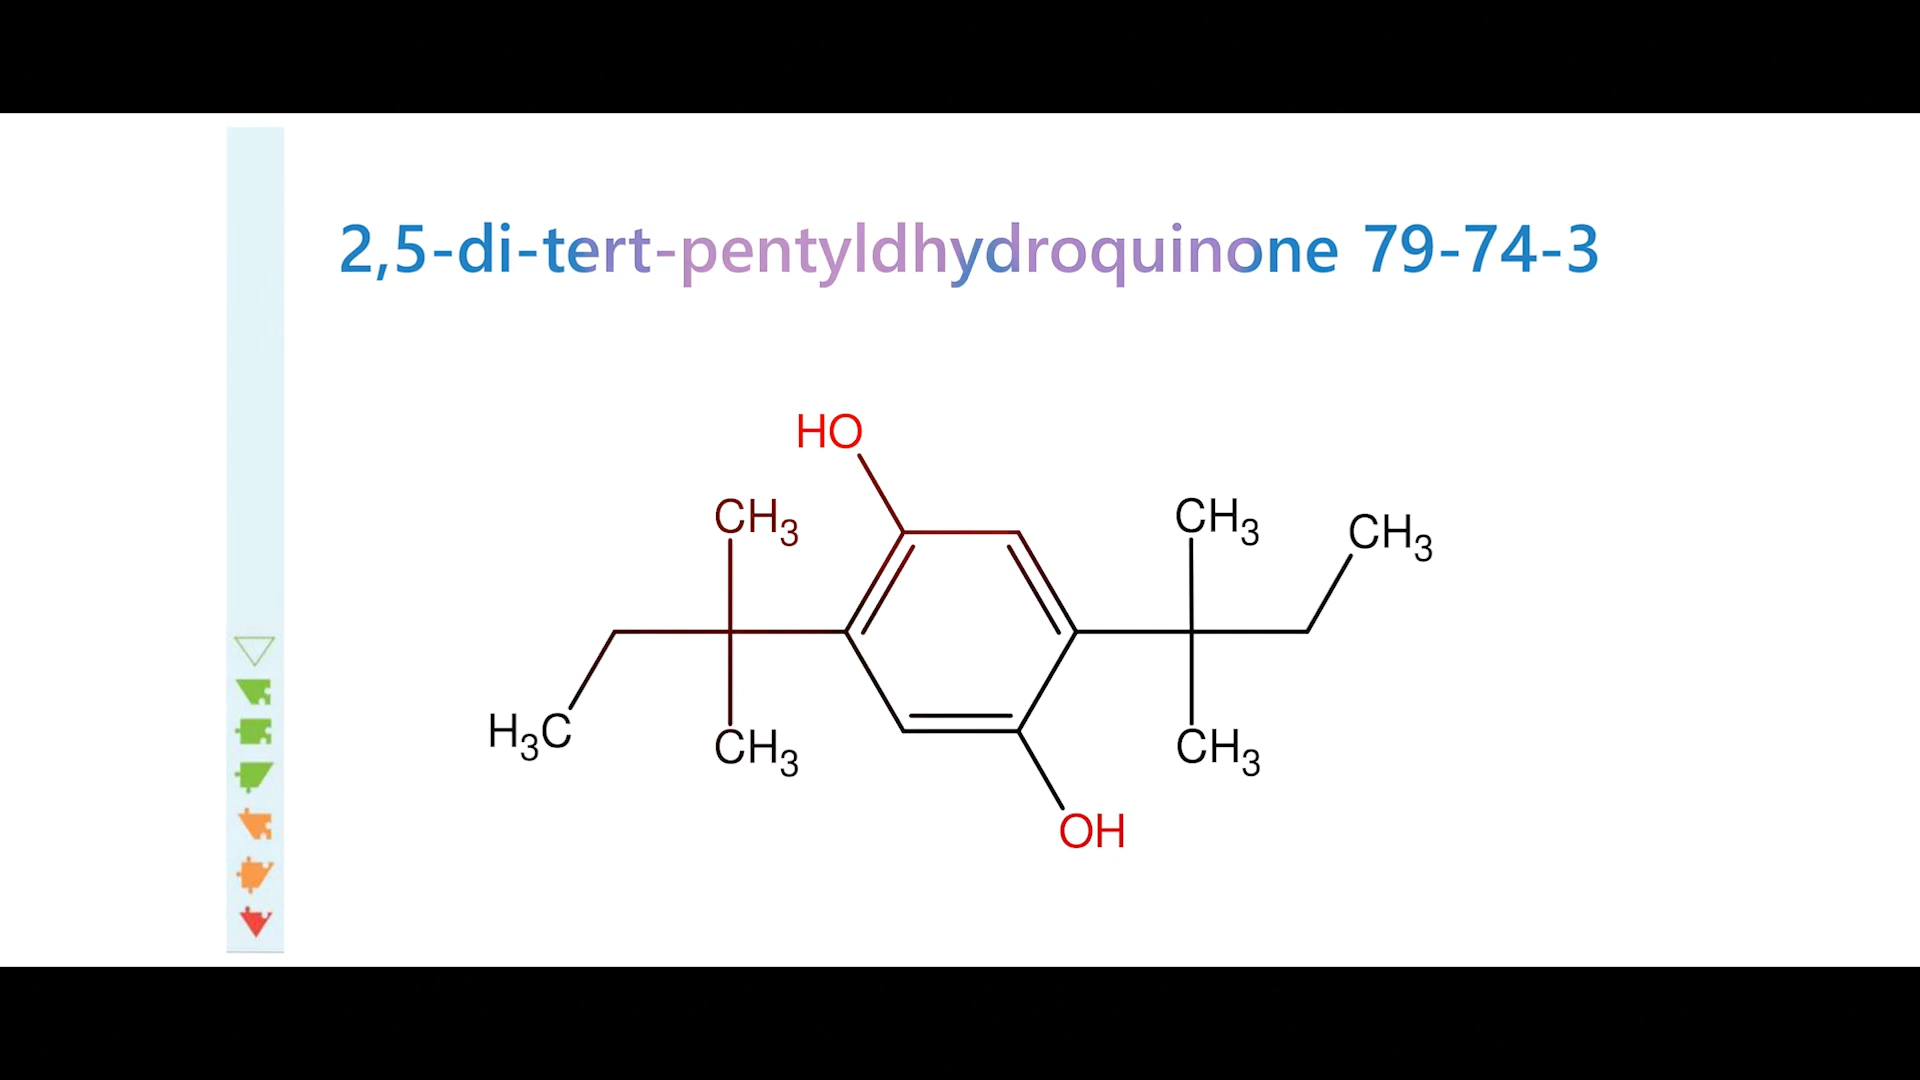 2,5-di-tert-pentyldhydroquinone 79-74-3
HO
CH3
CH3
CH3
H3C
CH3
CH3
OH